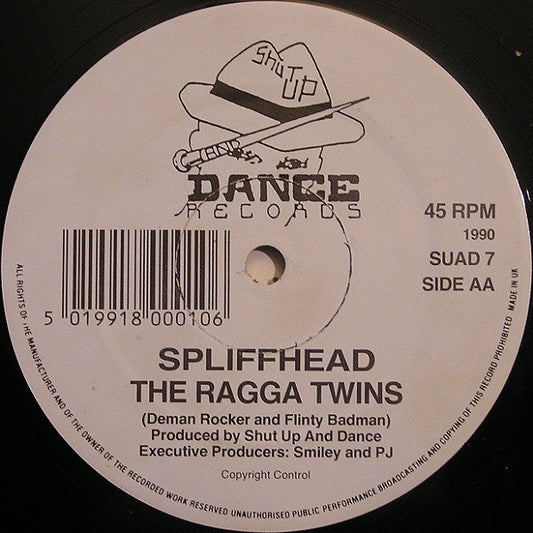 SHUT
UP
AND
DANCE
RECORDS
45 RPM
1990
SUAD 7
SIDE AA
5 019918 000106
SPLIFFHEAD
THE RAGGA TWINS
(Deman Rocker and Flinty Badman)
Produced by Shut Up And Dance
Executive Producers: Smiley and PJ
Copyright Control
ALL RIGHTS OF THE MANUFACTURER AND OF THE OWNER OF THE RECORDED WORK RESERVED UNAUTHORISED PUBLIC PERFORMANCE BROADCASTING AND COPYING OF THIS RECORD PROHIBITED MADE IN UK